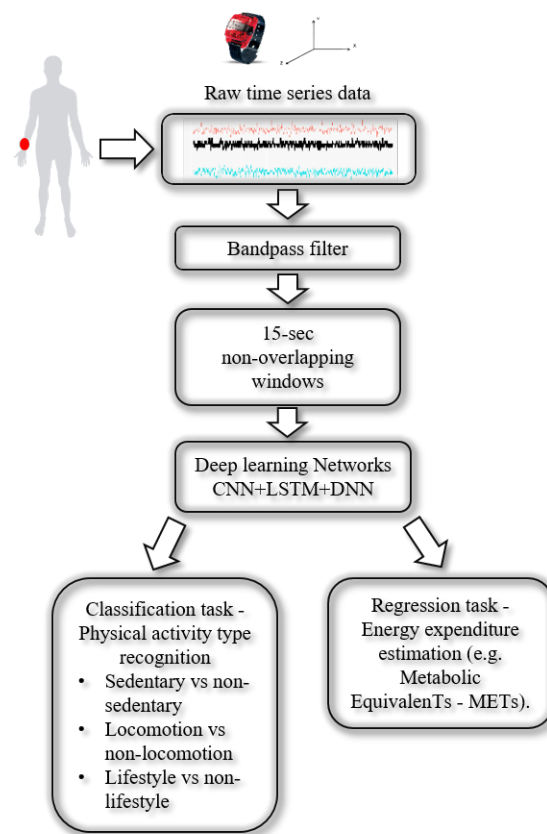 Y
X
Z
Raw time series data
Bandpass filter
15-sec
non-overlapping
windows
Deep learning Networks
CNN+LSTM+DNN
Classification task -
Physical activity type
recognition
• Sedentary vs non-
sedentary
• Locomotion vs
non-locomotion
• Lifestyle vs non-
lifestyle
Regression task -
Energy expenditure
estimation (e.g.
Metabolic
EquivalenTs - METs).